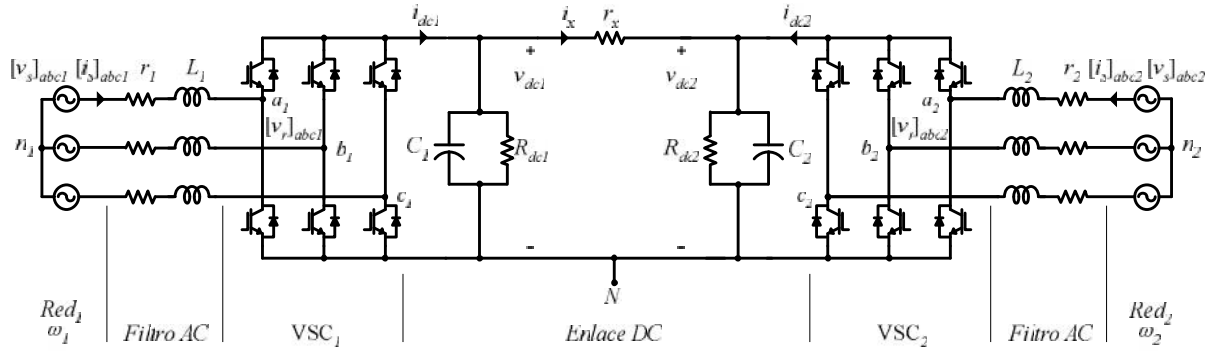 i_dc1 i_x r_x i_dc2
[v_s]_abc1 [i_s]_abc1 r_1 L_1
+ v_dc1 -
+ v_dc2 -
L_2 r_2 [i_s]_abc2 [v_s]_abc2
a_1
[v_r]_abc1
n_1
b_1
c_1
C_1 R_dc1
R_dc2 C_2
a_2
[v_r]_abc2
b_2
n_2
c_2
N
Red_1
ω_1
Filtro AC
VSC_1
Enlace DC
VSC_2
Filtro AC
Red_2
ω_2